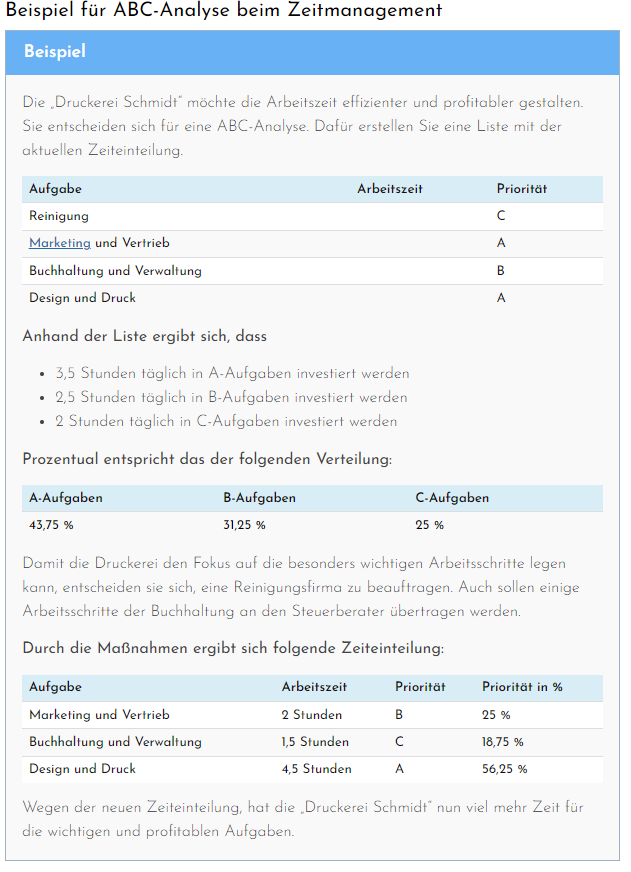 Beispiel für ABC-Analyse beim Zeitmanagement
Beispiel
Die „Druckerei Schmidt“ möchte die Arbeitszeit effizienter und profitabler gestalten.
Sie entscheiden sich für eine ABC-Analyse. Dafür erstellen Sie eine Liste mit der
aktuellen Zeiteinteilung.
Aufgabe Arbeitszeit Priorität
Reinigung C
Marketing und Vertrieb A
Buchhaltung und Verwaltung B
Design und Druck A
Anhand der Liste ergibt sich, dass
• 3,5 Stunden täglich in A-Aufgaben investiert werden
• 2,5 Stunden täglich in B-Aufgaben investiert werden
• 2 Stunden täglich in C-Aufgaben investiert werden
Prozentual entspricht das der folgenden Verteilung:
A-Aufgaben B-Aufgaben C-Aufgaben
43,75 % 31,25 % 25 %
Damit die Druckerei den Fokus auf die besonders wichtigen Arbeitsschritte legen
kann, entscheiden sie sich, eine Reinigungsfirma zu beauftragen. Auch sollen einige
Arbeitsschritte der Buchhaltung an den Steuerberater übertragen werden.
Durch die Maßnahmen ergibt sich folgende Zeiteinteilung:
Aufgabe Arbeitszeit Priorität Priorität in %
Marketing und Vertrieb 2 Stunden B 25 %
Buchhaltung und Verwaltung 1,5 Stunden C 18,75 %
Design und Druck 4,5 Stunden A 56,25 %
Wegen der neuen Zeiteinteilung, hat die „Druckerei Schmidt“ nun viel mehr Zeit für
die wichtigen und profitablen Aufgaben.